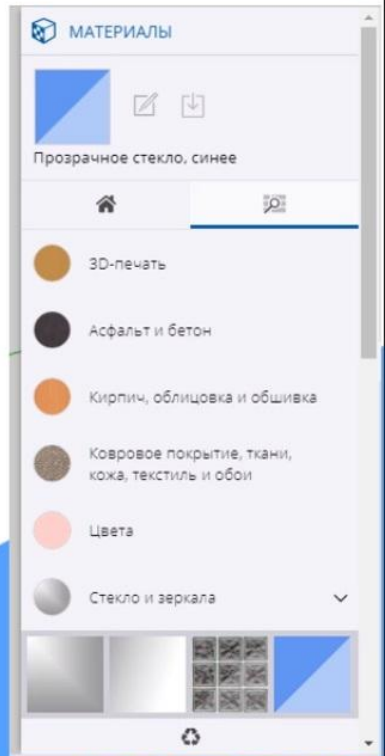 МАТЕРИАЛЫ
Прозрачное стекло, синее
3D-печать
Асфальт и бетон
Кирпич, облицовка и обшивка
Ковровое покрытие, ткани,
кожа, текстиль и обои
Цвета
Стекло и зеркала